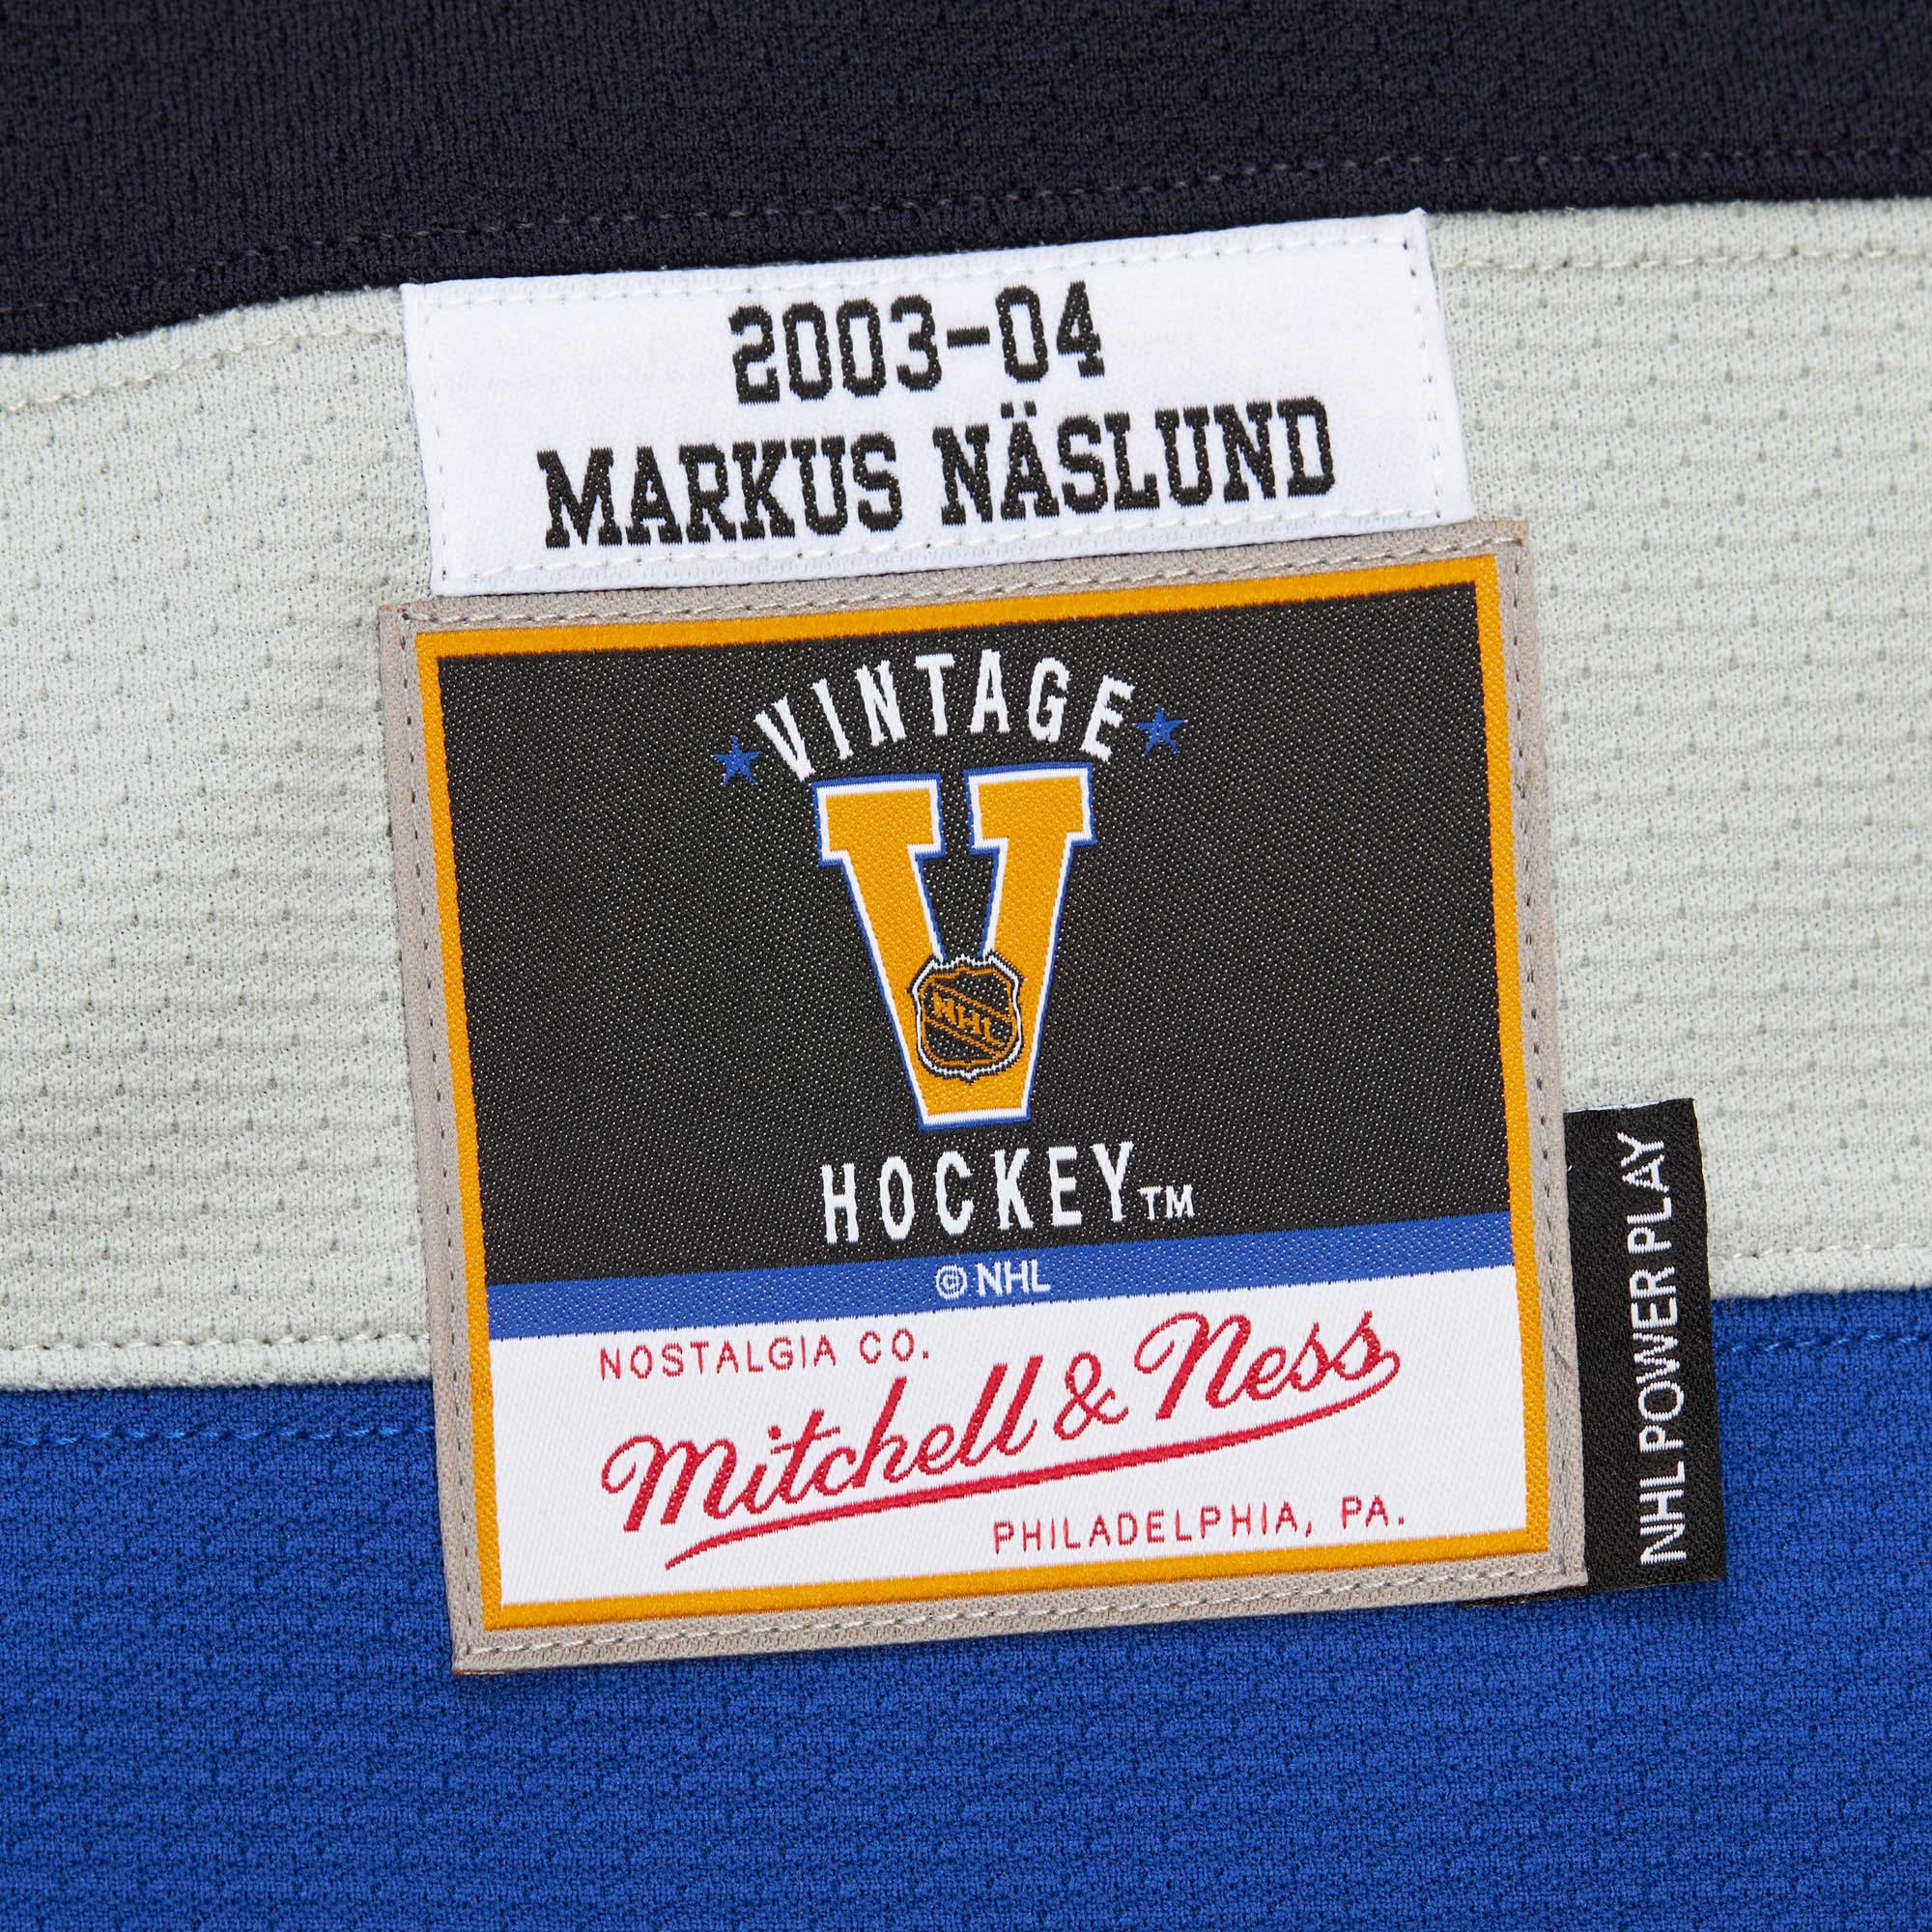 2003-04
MARKUS NÄSLUND
VINTAGE
V
NHL
HOCKEY™
© NHL
NOSTALGIA CO.
Mitchell & Ness
PHILADELPHIA, PA.
NHL POWER PLAY